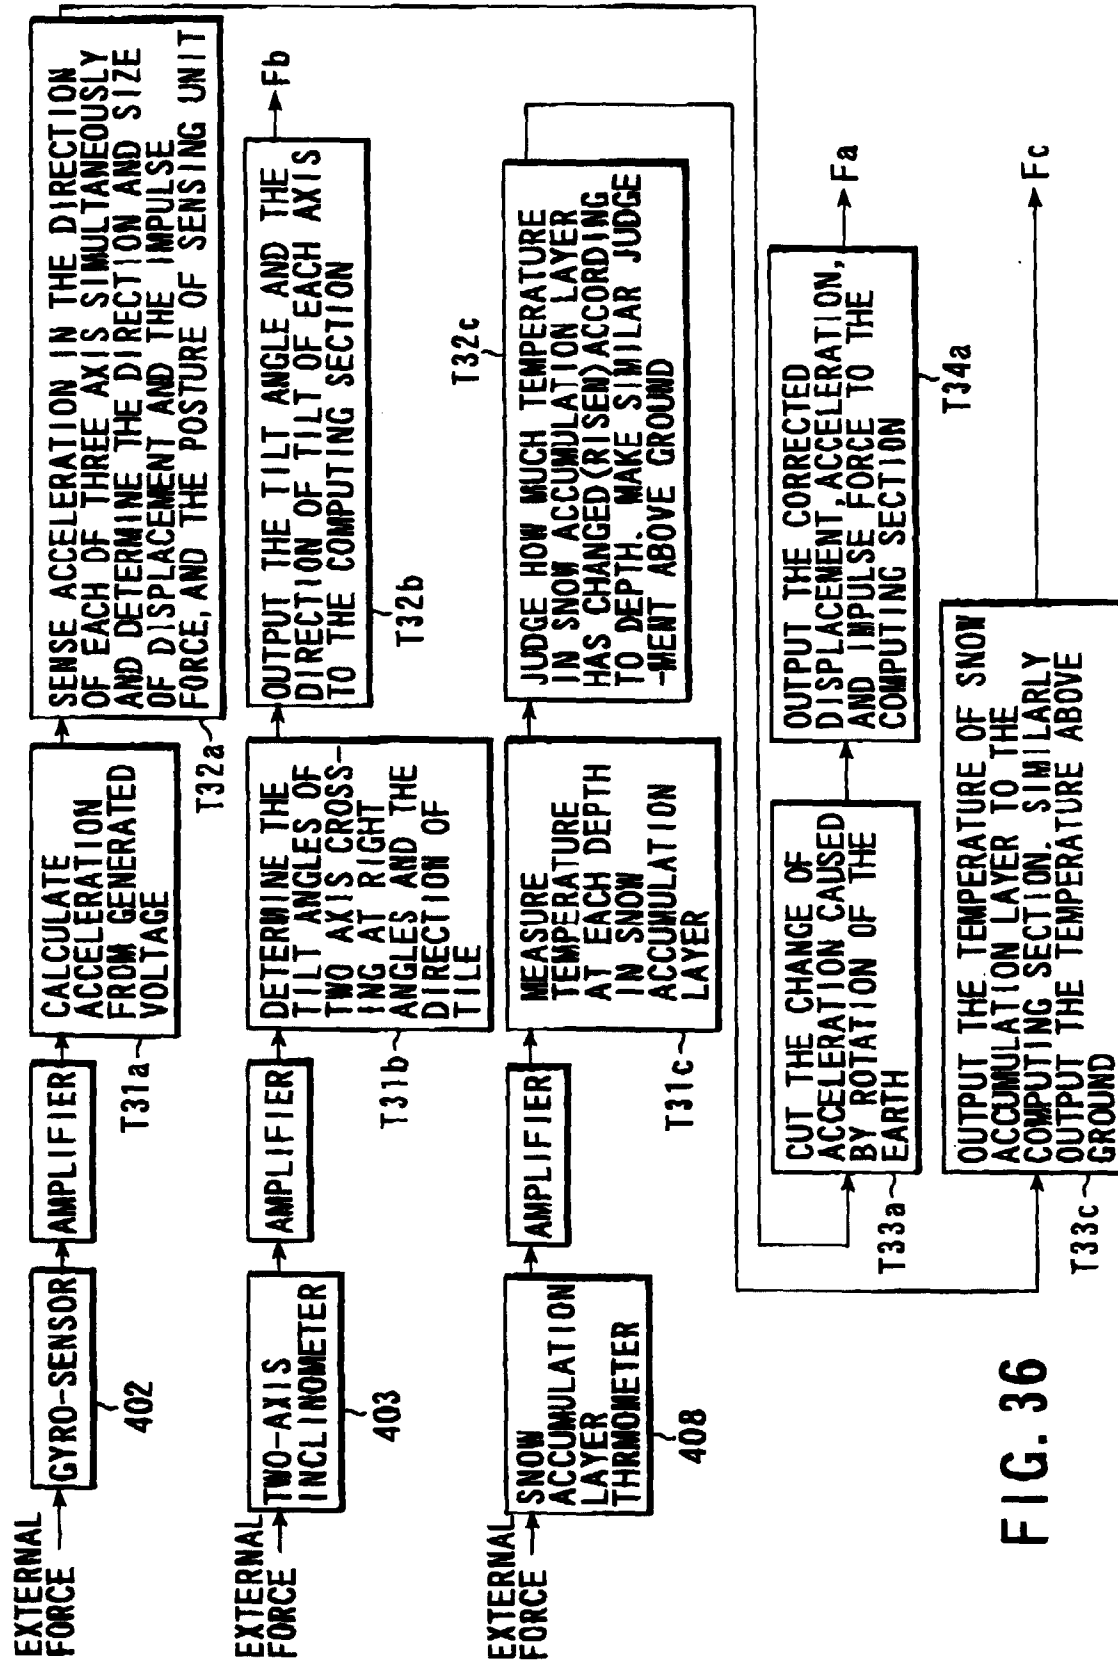 EXTERNAL
FORCE
GYRO-SENSOR
402
AMPLIFIER
CALCULATE
ACCELERATION
FROM GENERATED
VOLTAGE
T31a
SENSE ACCELERATION IN THE DIRECTION
OF EACH OF THREE AXIS SIMULTANEOUSLY
AND DETERMINE THE DIRECTION AND SIZE
OF DISPLACEMENT AND THE IMPULSE
FORCE, AND THE POSTURE OF SENSING UNIT
T32a
EXTERNAL
FORCE
TWO-AXIS
INCLINOMETER
403
AMPLIFIER
DETERMINE THE
TILT ANGLES OF
TWO AXIS CROSS-
ING AT RIGHT
ANGLES AND THE
DIRECTION OF
TILE
T31b
OUTPUT THE TILT ANGLE AND THE
DIRECTION OF TILT OF EACH AXIS
TO THE COMPUTING SECTION
T32b
Fb
EXTERNAL
FORCE
SNOW
ACCUMULATION
LAYER
THRMOMETER
408
AMPLIFIER
MEASURE
TEMPERATURE
AT EACH DEPTH
IN SNOW
ACCUMULATION
LAYER
T31c
JUDGE HOW MUCH TEMPERATURE
IN SNOW ACCUMULATION LAYER
HAS CHANGED(RISEN)ACCORDING
TO DEPTH. MAKE SIMILAR JUDGE
-MENT ABOVE GROUND
T32c
CUT THE CHANGE OF
ACCELERATION CAUSED
BY ROTATION OF THE
EARTH
T33a
OUTPUT THE CORRECTED
DISPLACEMENT, ACCELERATION,
AND IMPULSE FORCE TO THE
COMPUTING SECTION
T34a
Fa
OUTPUT THE TEMPERATURE OF SNOW
ACCUMULATION LAYER TO THE
COMPUTING SECTION. SIMILARLY
OUTPUT THE TEMPERATURE ABOVE
GROUND
T33c
Fc
FIG. 36